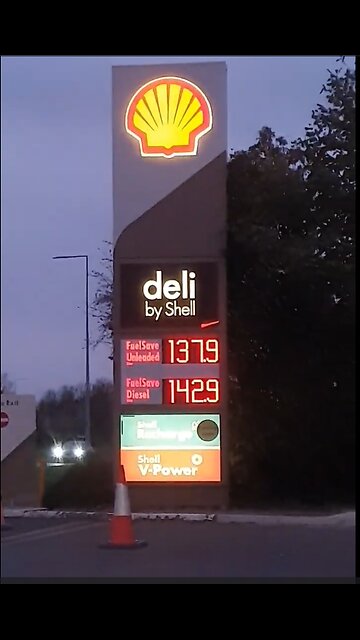 deli
by Shell
FuelSave
Unleaded
137.9
FuelSave
Diesel
142.9
Shell
Recharge
Shell
V-Power